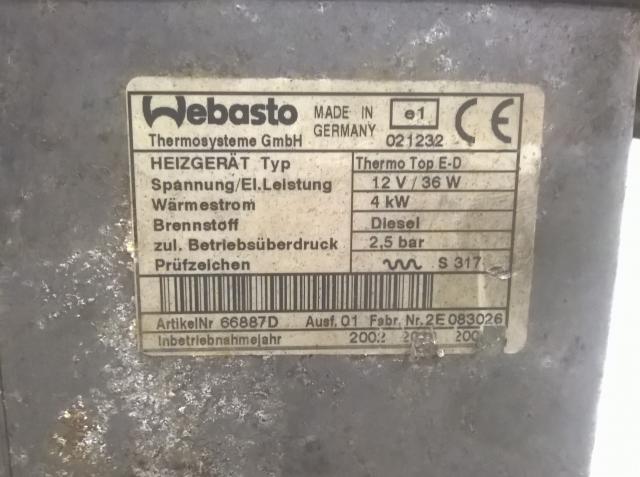 Webasto
Thermosysteme GmbH
MADE IN GERMANY
e1
021232
CE
HEIZGERÄT Typ Thermo Top E-D
Spannung/El.Leistung 12 V / 36 W
Wärmestrom 4 kW
Brennstoff Diesel
zul. Betriebsüberdruck 2,5 bar
Prüfzeichen S 317
ArtikelNr 66887D Ausf. 01 Fabr. Nr. 2E 083026
Inbetriebnahmejahr 2002